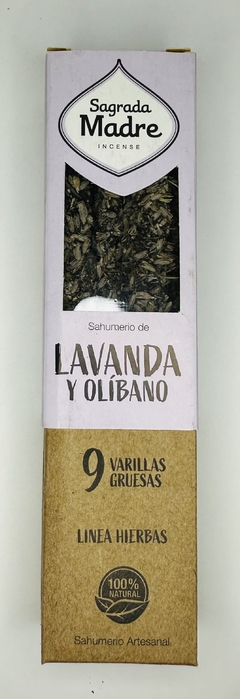 Sagrada
Madre
INCENSE
Sahumerio de
LAVANDA
Y OLÍBANO
9 VARILLAS
GRUESAS
LINEA HIERBAS
100%
NATURAL
Sahumerio Artesanal